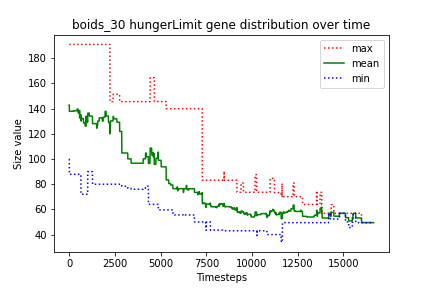 boids_30 hungerLimit gene distribution over time
max
mean
min
Size value
180
160
140
120
100
80
60
40
0 2500 5000 7500 10000 12500 15000
Timesteps